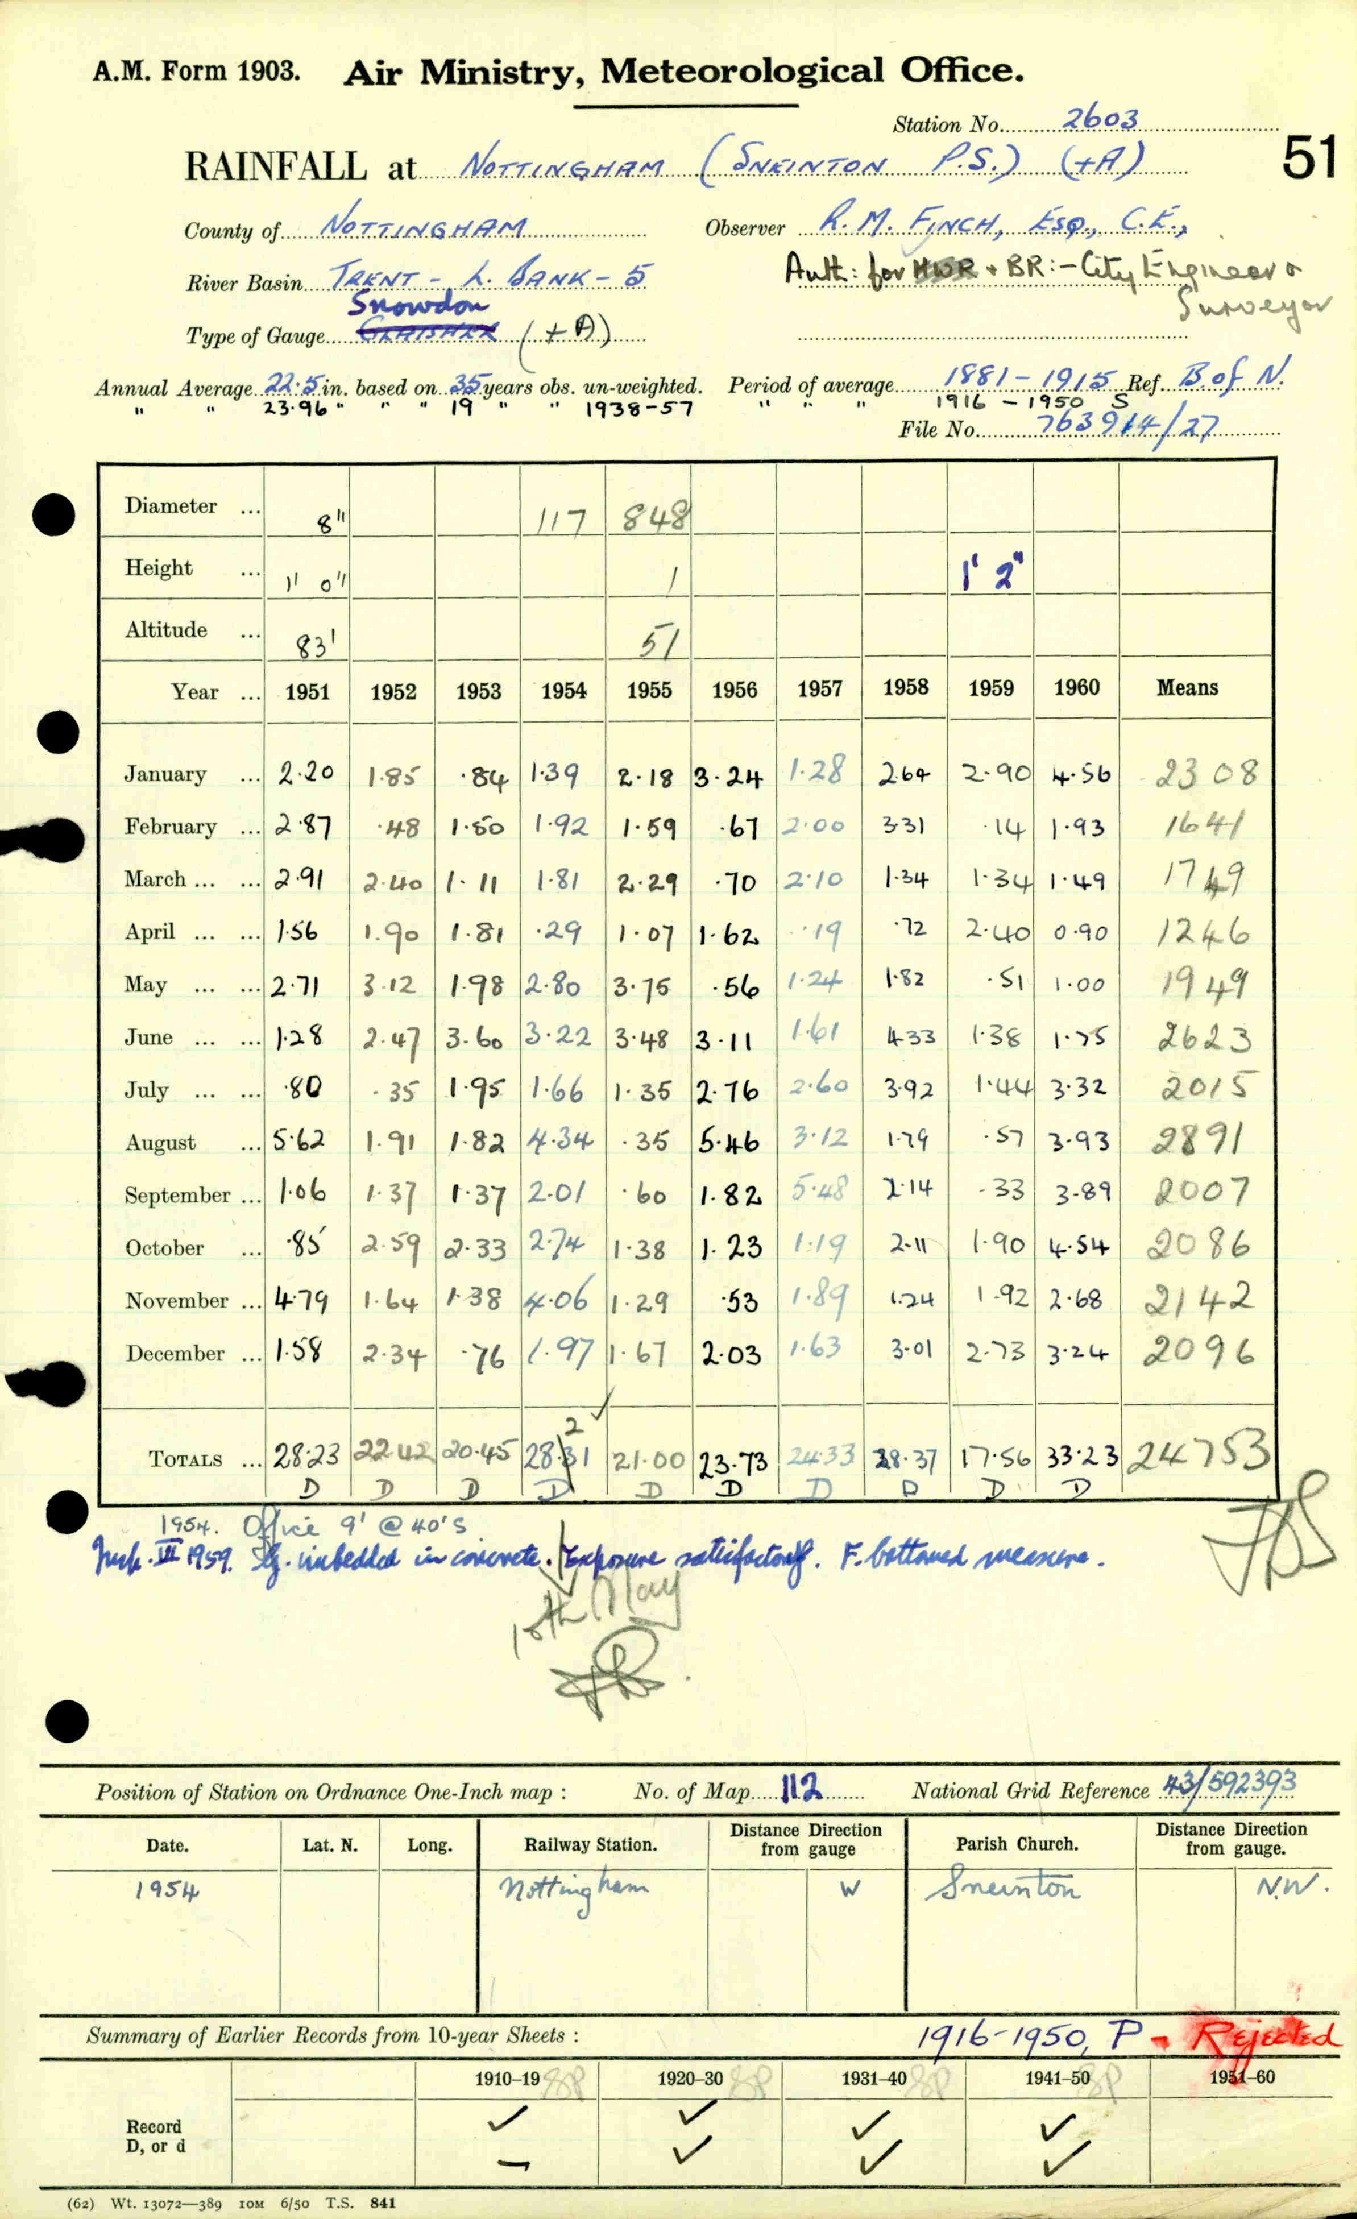 A.M. Form 1903. Air Ministry, Meteorological Office.
Station No. 2603
RAINFALL at NOTTINGHAM (SNEINTON P.S.) (+A) 51
County of NOTTINGHAM Observer R. M. FINCH, ESQ., C.E.,
River Basin TRENT - L. BANK - 5 Auth: for HWR + BR:- City Engineer &
Snowdon Surveyor
Type of Gauge GLAISHER (+A)
Annual Average 22.5 in. based on 35 years obs. un-weighted. Period of average 1881-1915 Ref. B of N.
" " 23.96 " " " 19 " " 1938-57 " " " 1916 - 1950 S
File No. 763914/27
Diameter ... 8" 117 848
Height ... 1' 0" 1 1' 2"
Altitude ... 83' 51
Year ... 1951 1952 1953 1954 1955 1956 1957 1958 1959 1960 Means
January ... 2.20 1.85 .84 1.39 2.18 3.24 1.28 2.64 2.90 4.56 2308
February ... 2.87 .48 1.50 1.92 1.59 .67 2.00 3.31 .14 1.93 1641
March ... ... 2.91 2.40 1.11 1.81 2.29 .70 2.10 1.34 1.34 1.49 1749
April ... ... 1.56 1.90 1.81 .29 1.07 1.62 .19 .72 2.40 0.90 1246
May ... ... 2.71 3.12 1.98 2.80 3.75 .56 1.24 1.82 .51 1.00 1949
June ... ... 1.28 2.47 3.60 3.22 3.48 3.11 1.61 4.33 1.38 1.75 2623
July ... ... .80 .35 1.95 1.66 1.35 2.76 2.60 3.92 1.44 3.32 2015
August ... 5.62 1.91 1.82 4.34 .35 5.46 3.12 1.79 .57 3.93 2891
September ... 1.06 1.37 1.37 2.01 .60 1.82 5.48 2.14 .33 3.89 2007
October ... .85 2.59 2.33 2.74 1.38 1.23 1.19 2.11 1.90 4.54 2086
November ... 4.79 1.64 1.38 4.06 1.29 .53 1.89 1.24 1.92 2.68 2142
December ... 1.58 2.34 .76 1.97 1.67 2.03 1.63 3.01 2.73 3.24 2096
2 ✓
TOTALS ... 28.23 22.42 20.45 28.31 21.00 23.73 24.33 28.37 17.56 33.23 24753
D D D D D D D D D D
1954. Office 9' @ 40'S
Insp. III 1959. Sg. imbedded in concrete. Exposure satisfactory. F. bottomed measure.
10th May
Position of Station on Ordnance One-Inch map : No. of Map 112 National Grid Reference 43/592393
Date. Lat. N. Long. Railway Station. Distance from gauge Direction Parish Church. Distance from gauge. Direction
1954 Nottingham W Sneinton N.W.
Summary of Earlier Records from 10-year Sheets : 1916-1950, P - Rejected
1910-19 SP 1920-30 SP 1931-40 SP 1941-50 SP 1951-60
Record ✓ ✓ ✓ ✓
D, or d - ✓ ✓ ✓
(62) Wt. 13072—389 10M 6/50 T.S. 841